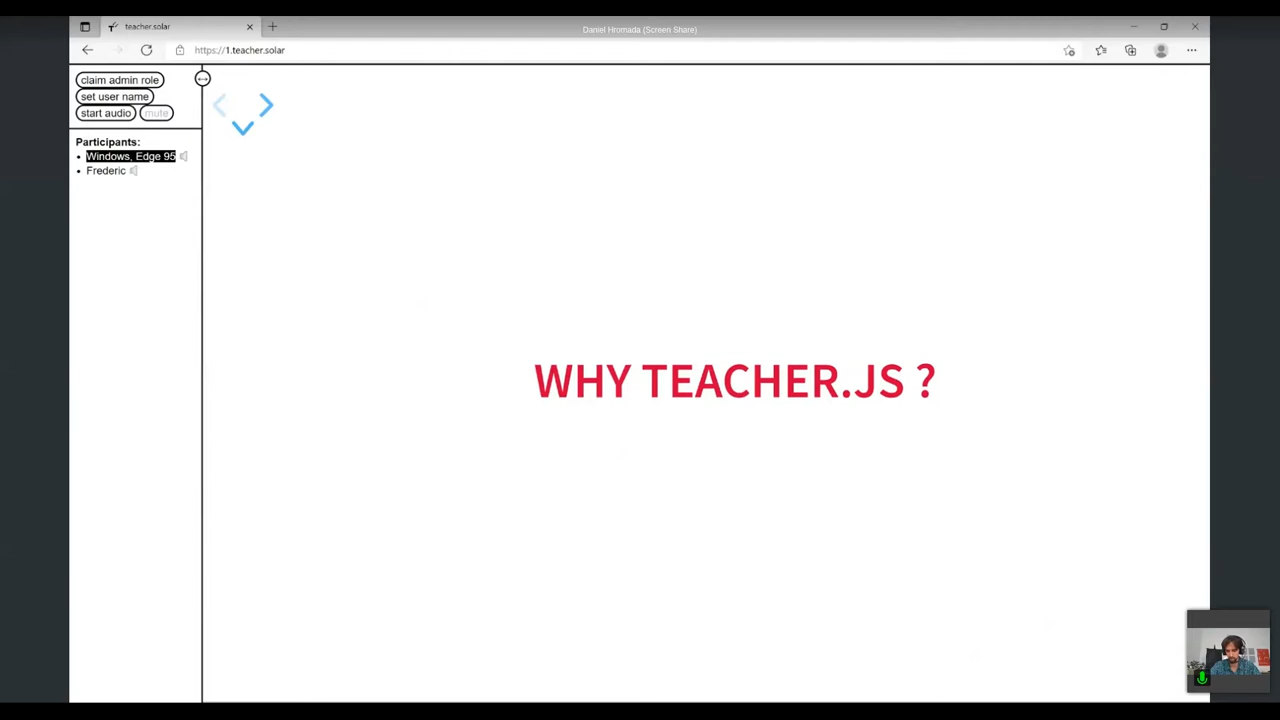 teacher.solar
Daniel Hromada (Screen Share)
https://1.teacher.solar
claim admin role
set user name
start audio mute
Participants:
Windows, Edge 95
Frederic
WHY TEACHER.JS ?